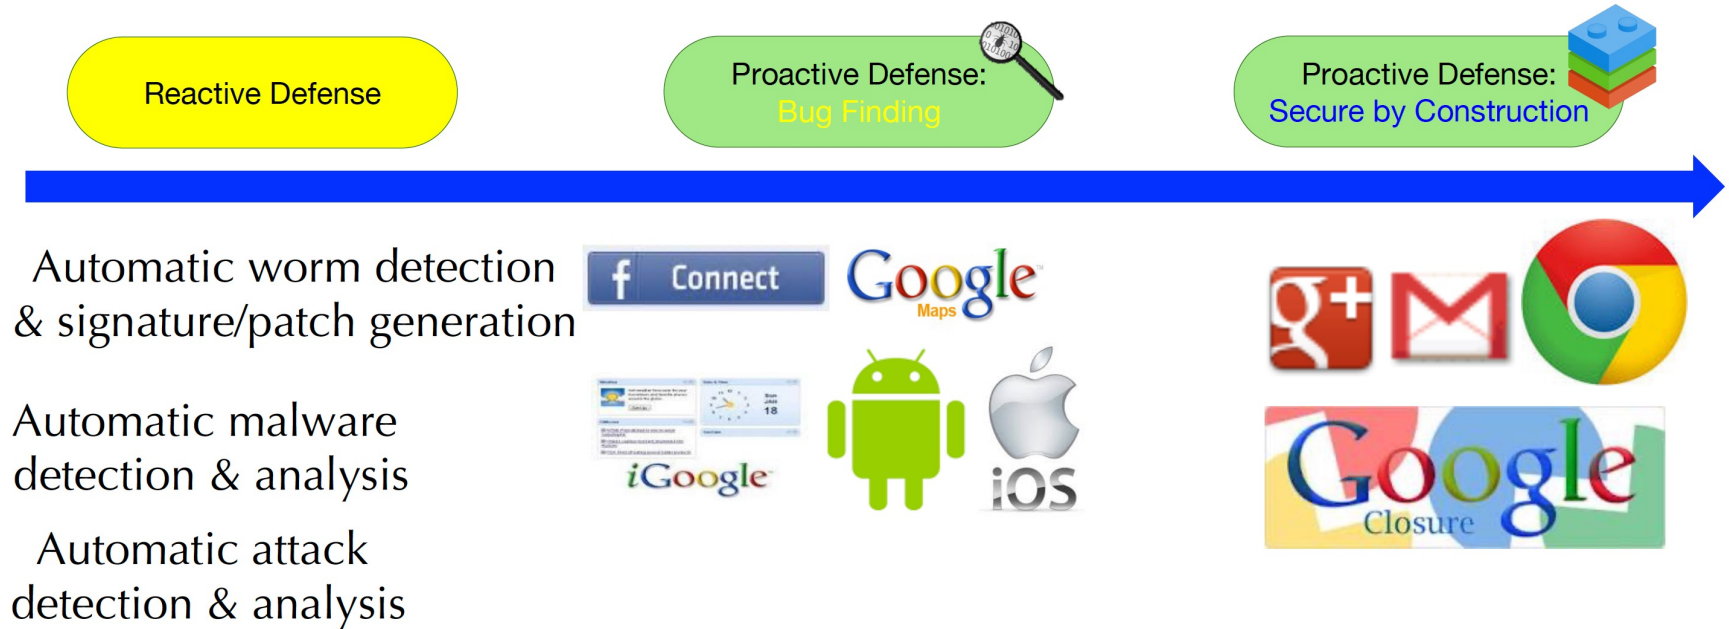 Reactive Defense
Proactive Defense:
Bug Finding
Proactive Defense:
Secure by Construction
Automatic worm detection
& signature/patch generation
Automatic malware
detection & analysis
Automatic attack
detection & analysis
f Connect
Google
Maps
18
iGoogle
iOS
g+
M
Google
Closure